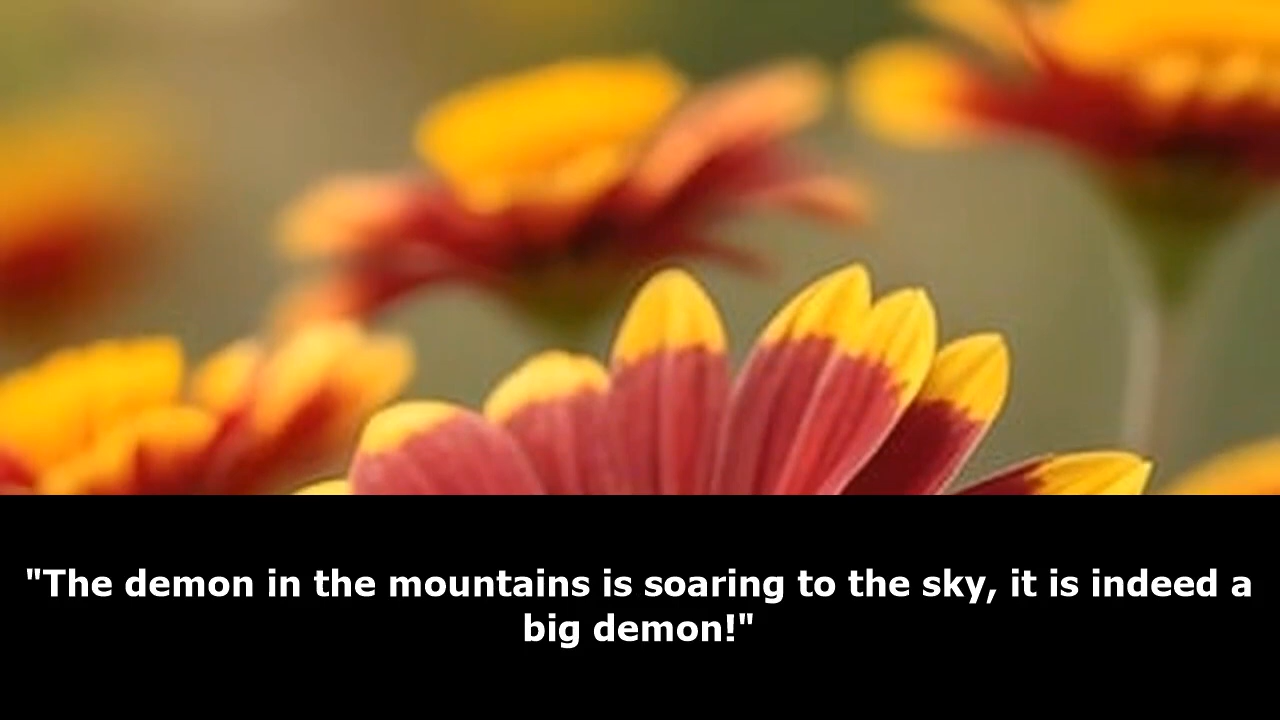 "The demon in the mountains is soaring to the sky, it is indeed a
big demon!"